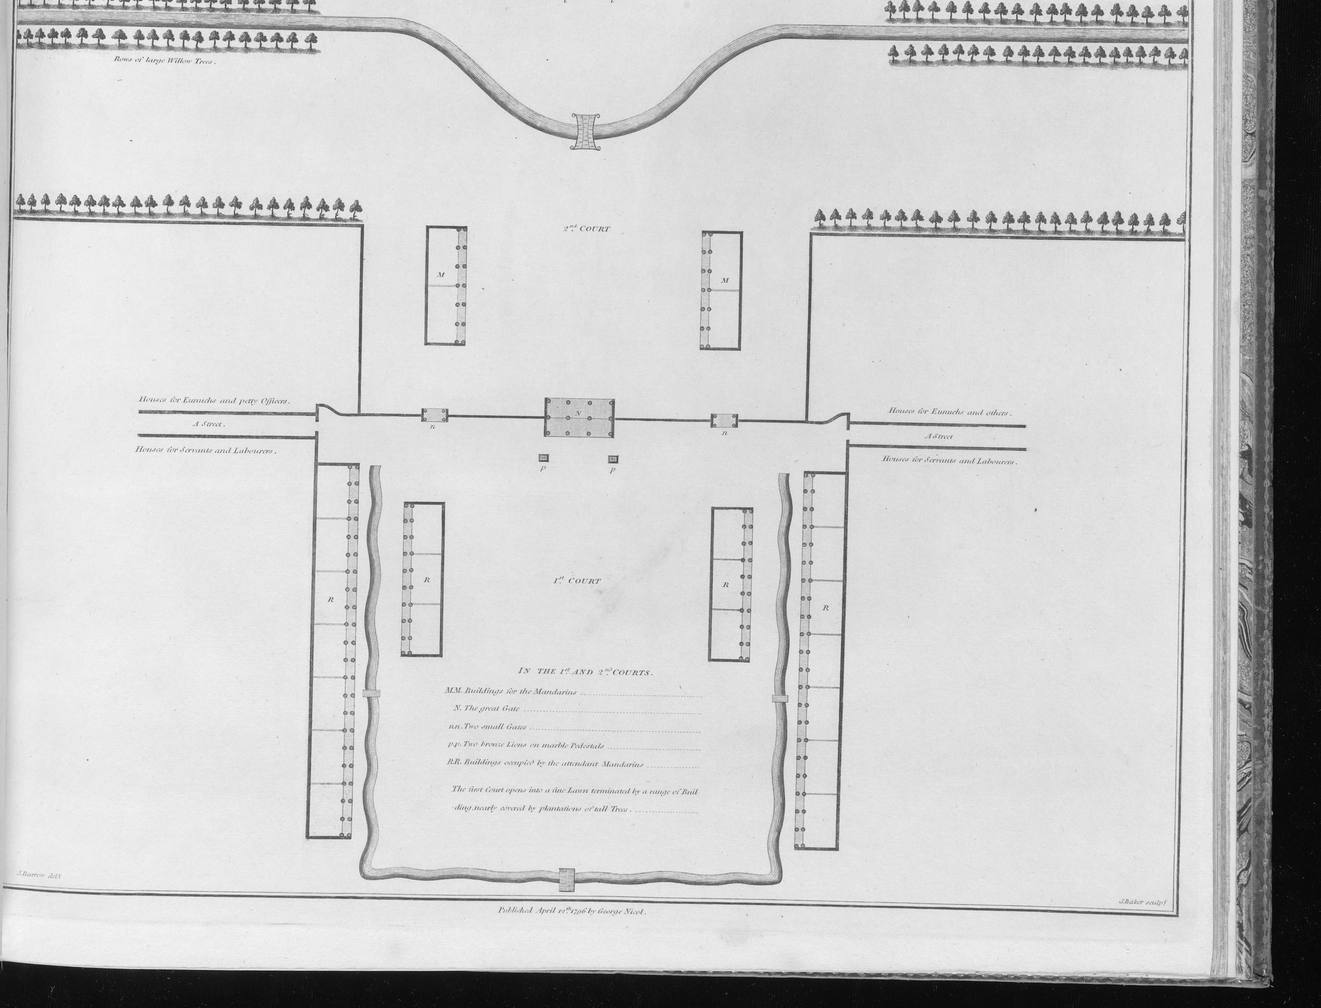 Rows of large Willow Trees.
2nd COURT
M
M
Houses for Eunuchs and petty Officers.
A Street.
Houses for Servants and Labourers.
n
N
n
Houses for Eunuchs and others.
A Street
Houses for Servants and Labourers.
p
p
R
R
1st COURT
R
R
IN THE 1st AND 2nd COURTS.
M.M. Buildings for the Mandarins
N. The great Gate
n.n. Two small Gates
p.p. Two bronze Lions on marble Pedestals
R.R. Buildings occupied by the attendant Mandarins
The first Court opens into a fine Lawn terminated by a range of Buil
-ding, nearly covered by plantations of tall Trees.
J. Barrow delt
J. Baker sculpt
Published April 12th 1796 by George Nicol.